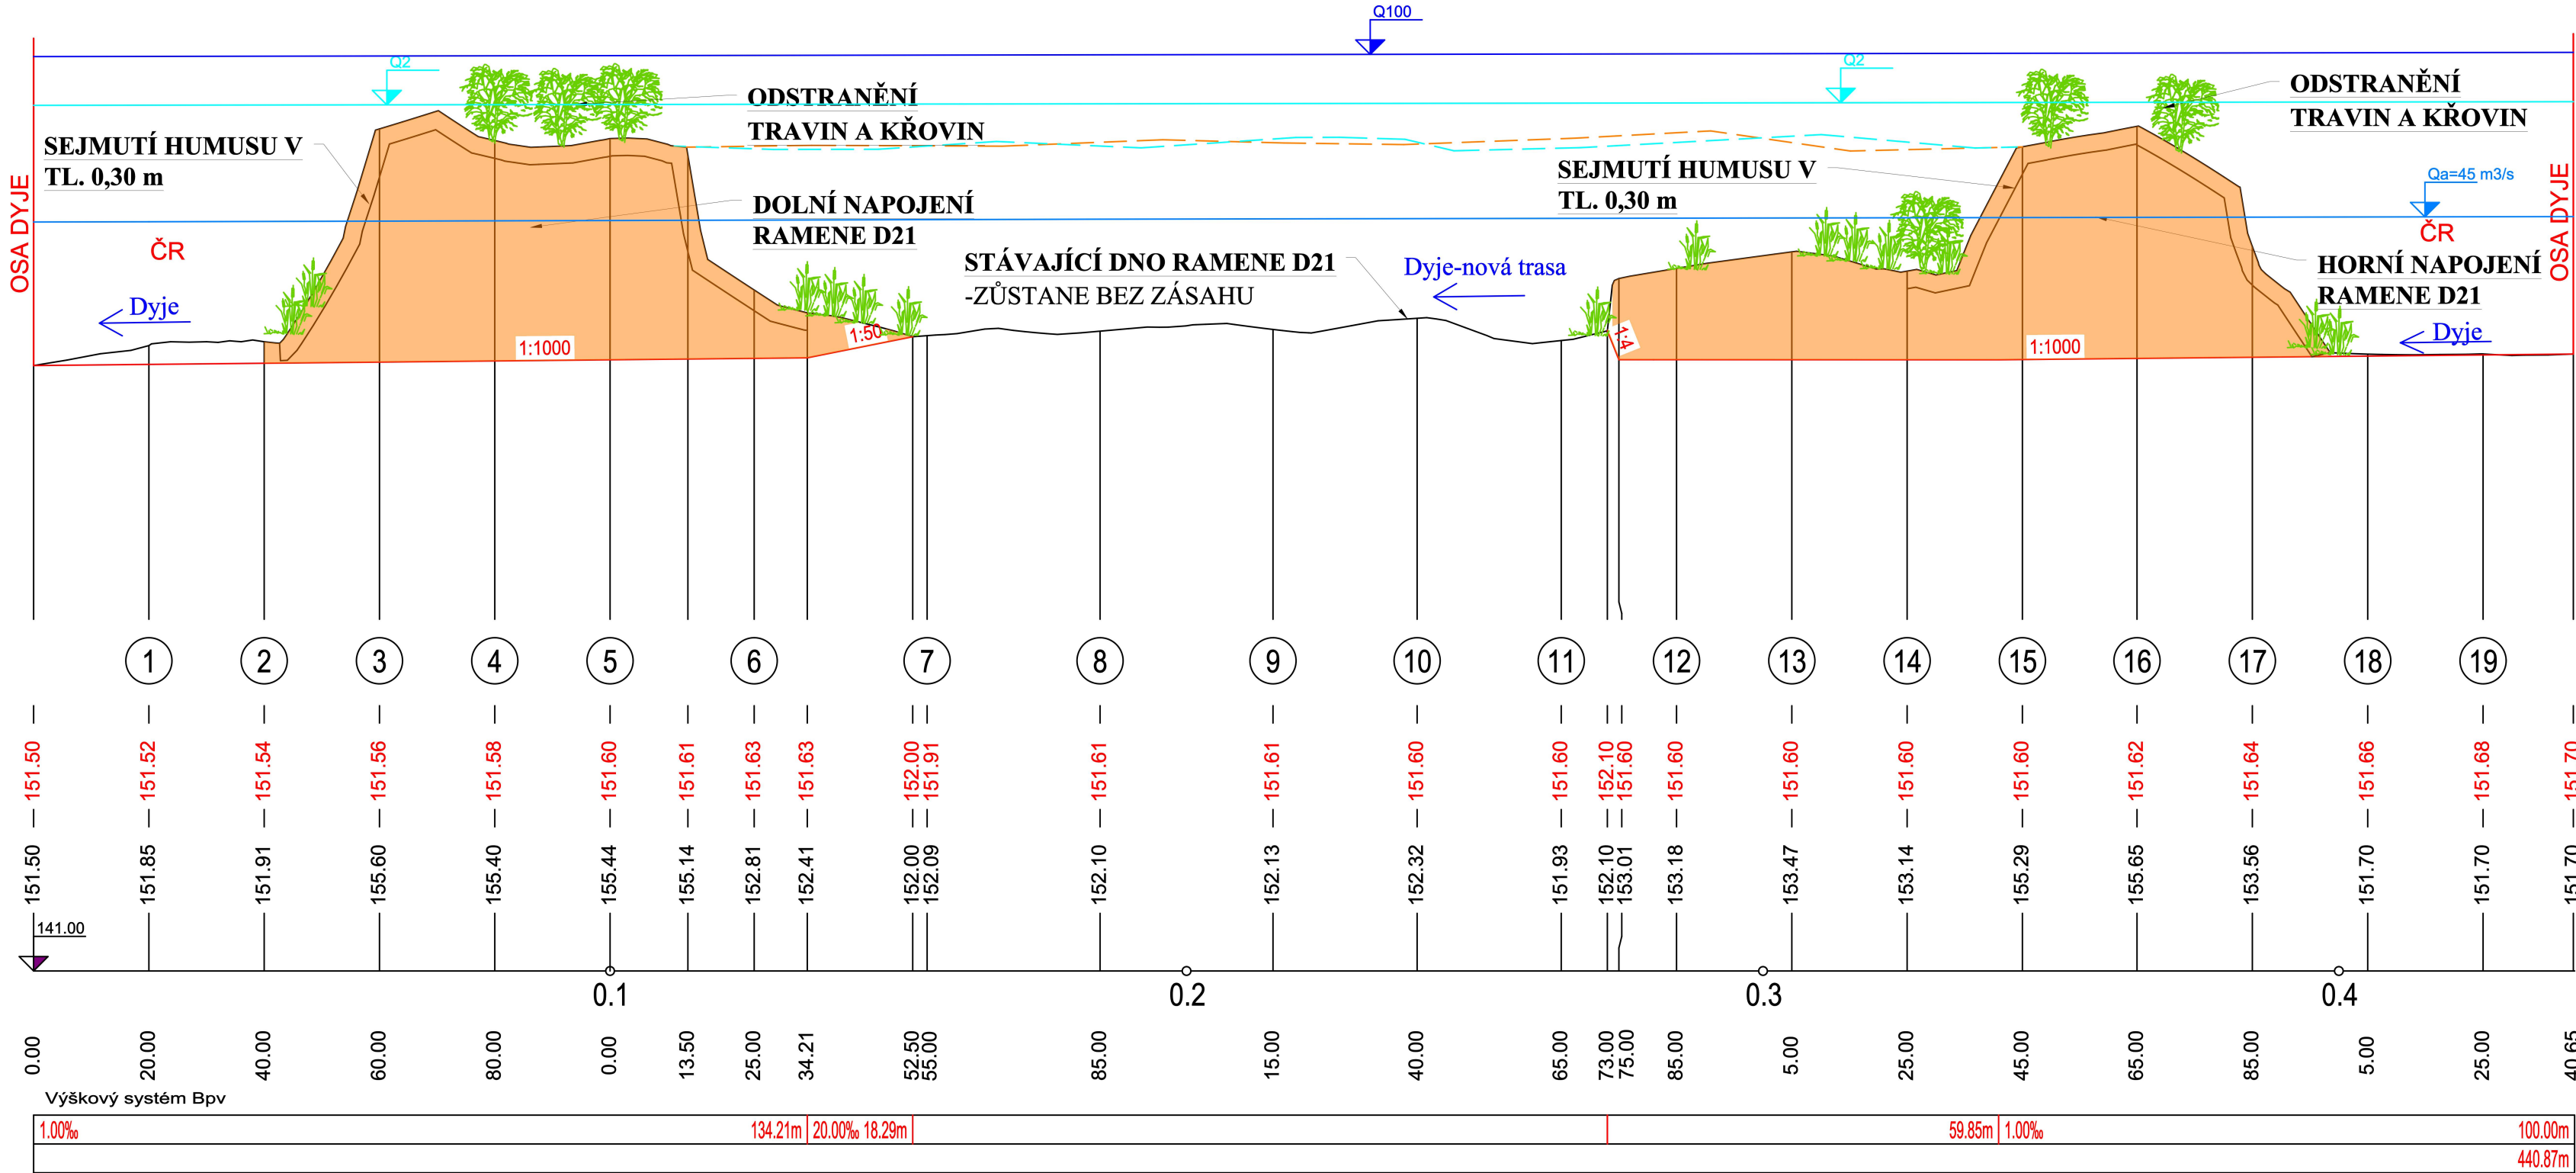 Q100
Q2
Q2
ODSTRANĚNÍ
TRAVIN A KŘOVIN
ODSTRANĚNÍ
TRAVIN A KŘOVIN
SEJMUTÍ HUMUSU V
TL. 0,30 m
SEJMUTÍ HUMUSU V
TL. 0,30 m
Qa=45 m3/s
OSA DYJE
OSA DYJE
DOLNÍ NAPOJENÍ
RAMENE D21
ČR
ČR
STÁVAJÍCÍ DNO RAMENE D21
-ZŮSTANE BEZ ZÁSAHU
Dyje-nová trasa
HORNÍ NAPOJENÍ
RAMENE D21
Dyje
Dyje
1:1000
1:50
1:4
1:1000
1 2 3 4 5 6 7 8 9 10 11 12 13 14 15 16 17 18 19
151.50 151.52 151.54 151.56 151.58 151.60 151.61 151.63 151.63 152.00 151.91 151.61 151.61 151.60 151.60 152.10 151.60 151.60 151.60 151.60 151.60 151.62 151.64 151.66 151.68 151.70
151.50 151.85 151.91 155.60 155.40 155.44 155.14 152.81 152.41 152.00 152.09 152.10 152.13 152.32 151.93 152.10 153.01 153.18 153.47 153.14 155.29 155.65 153.56 151.70 151.70 151.70
141.00
0.1 0.2 0.3 0.4
0.00 20.00 40.00 60.00 80.00 0.00 13.50 25.00 34.21 52.50 55.00 85.00 15.00 40.00 65.00 73.00 75.00 85.00 5.00 25.00 45.00 65.00 85.00 5.00 25.00 40.65
Výškový systém Bpv
1.00‰ 134.21m 20.00‰ 18.29m 59.85m 1.00‰ 100.00m
440.87m